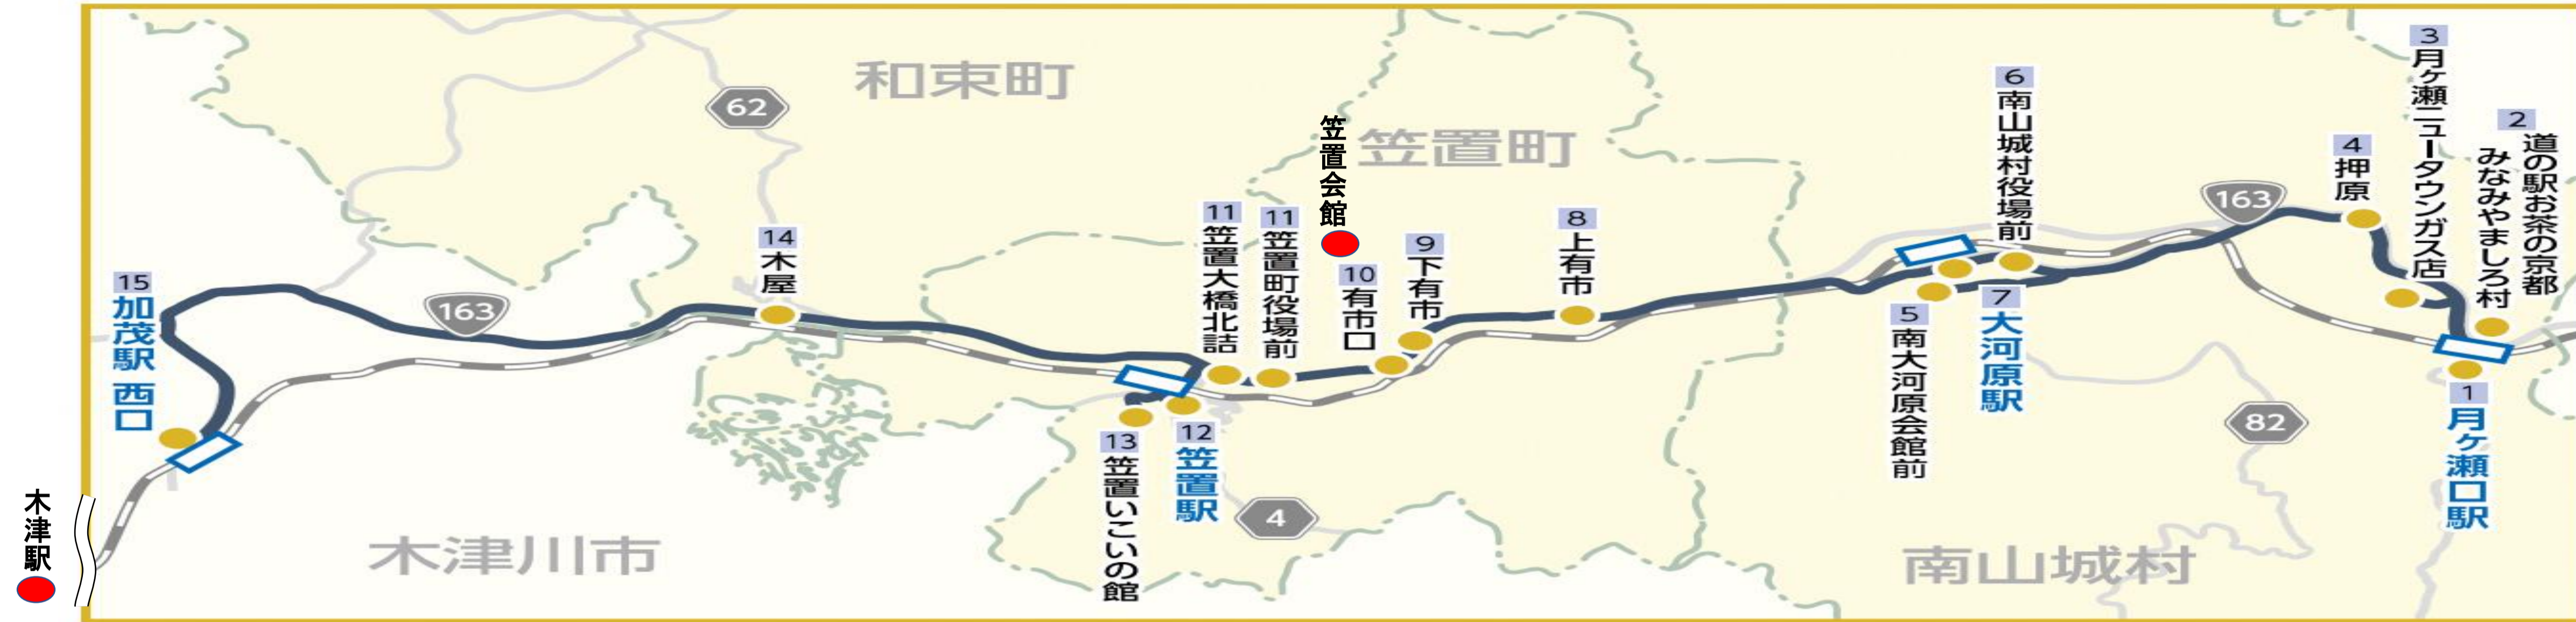 和束町
62
笠置会館
笠置町
3
月ヶ瀬ニュータウンガス店
2
道の駅お茶の京都
みなみやましろ村
6
南山城村役場前
4
押原
163
15
加茂駅 西口
163
14
木屋
11
笠置大橋北詰
11
笠置町役場前
10
有市口
9
下有市
8
上有市
5
南大河原会館前
7
大河原駅
82
1
月ヶ瀬口駅
13
笠置いこいの館
12
笠置駅
4
木津駅
木津川市
南山城村